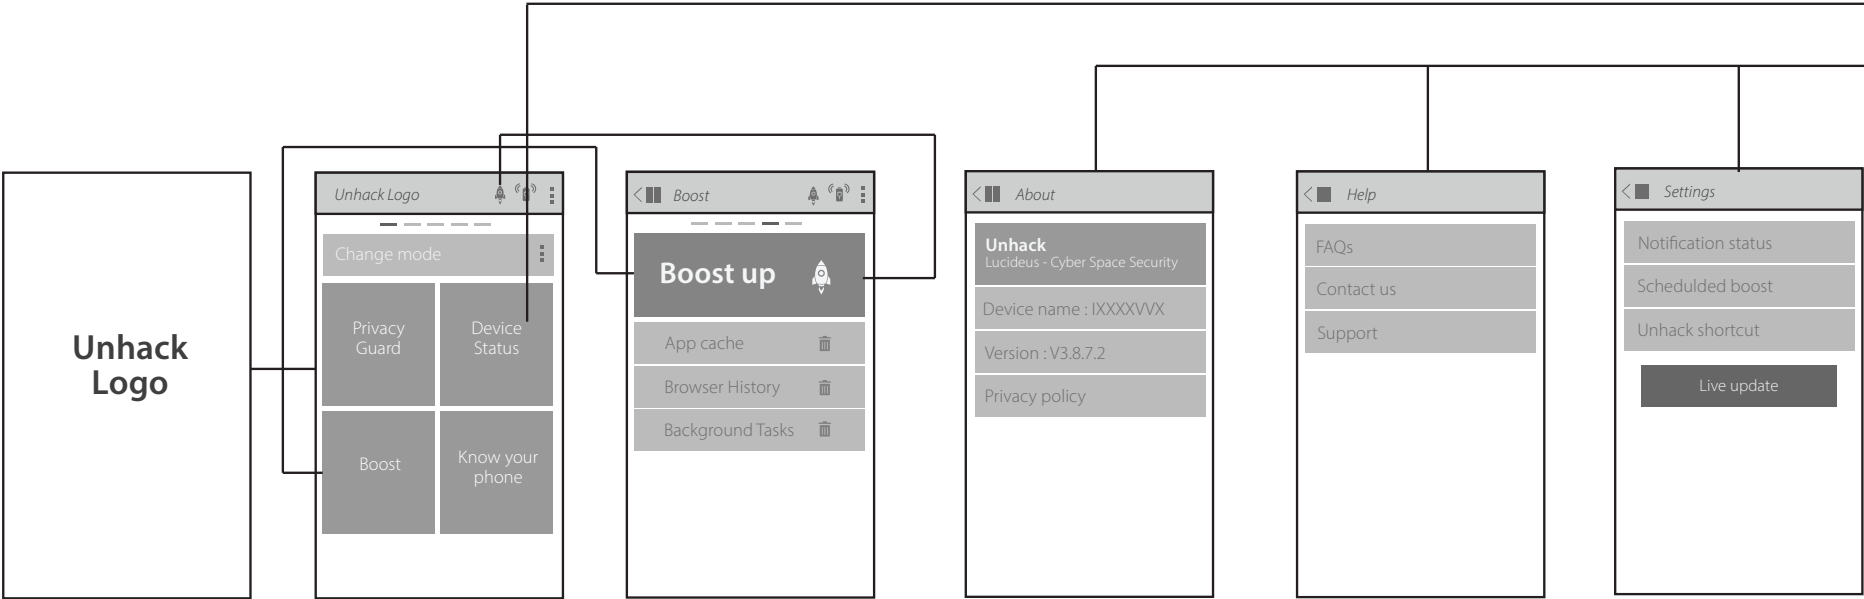 Unhack
Logo
Unhack Logo
Change mode
Privacy
Guard
Device
Status
Boost
Know your
phone
Boost
Boost up
App cache
Browser History
Background Tasks
About
Unhack
Lucideus - Cyber Space Security
Device name : IXXXXVVX
Version : V3.8.7.2
Privacy policy
Help
FAQs
Contact us
Support
Settings
Notification status
Schedulded boost
Unhack shortcut
Live update